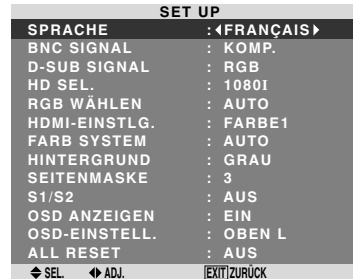 SET UP
SPRACHE : ◀FRANÇAIS▶
BNC SIGNAL : KOMP.
D-SUB SIGNAL : RGB
HD SEL. : 1080I
RGB WÄHLEN : AUTO
HDMI-EINSTLG. : FARBE1
FARB SYSTEM : AUTO
HINTERGRUND : GRAU
SEITENMASKE : 3
S1/S2 : AUS
OSD ANZEIGEN : EIN
OSD-EINSTELL. : OBEN L
ALL RESET : AUS
▲▼ SEL. ◀▶ ADJ. EXIT ZURÜCK